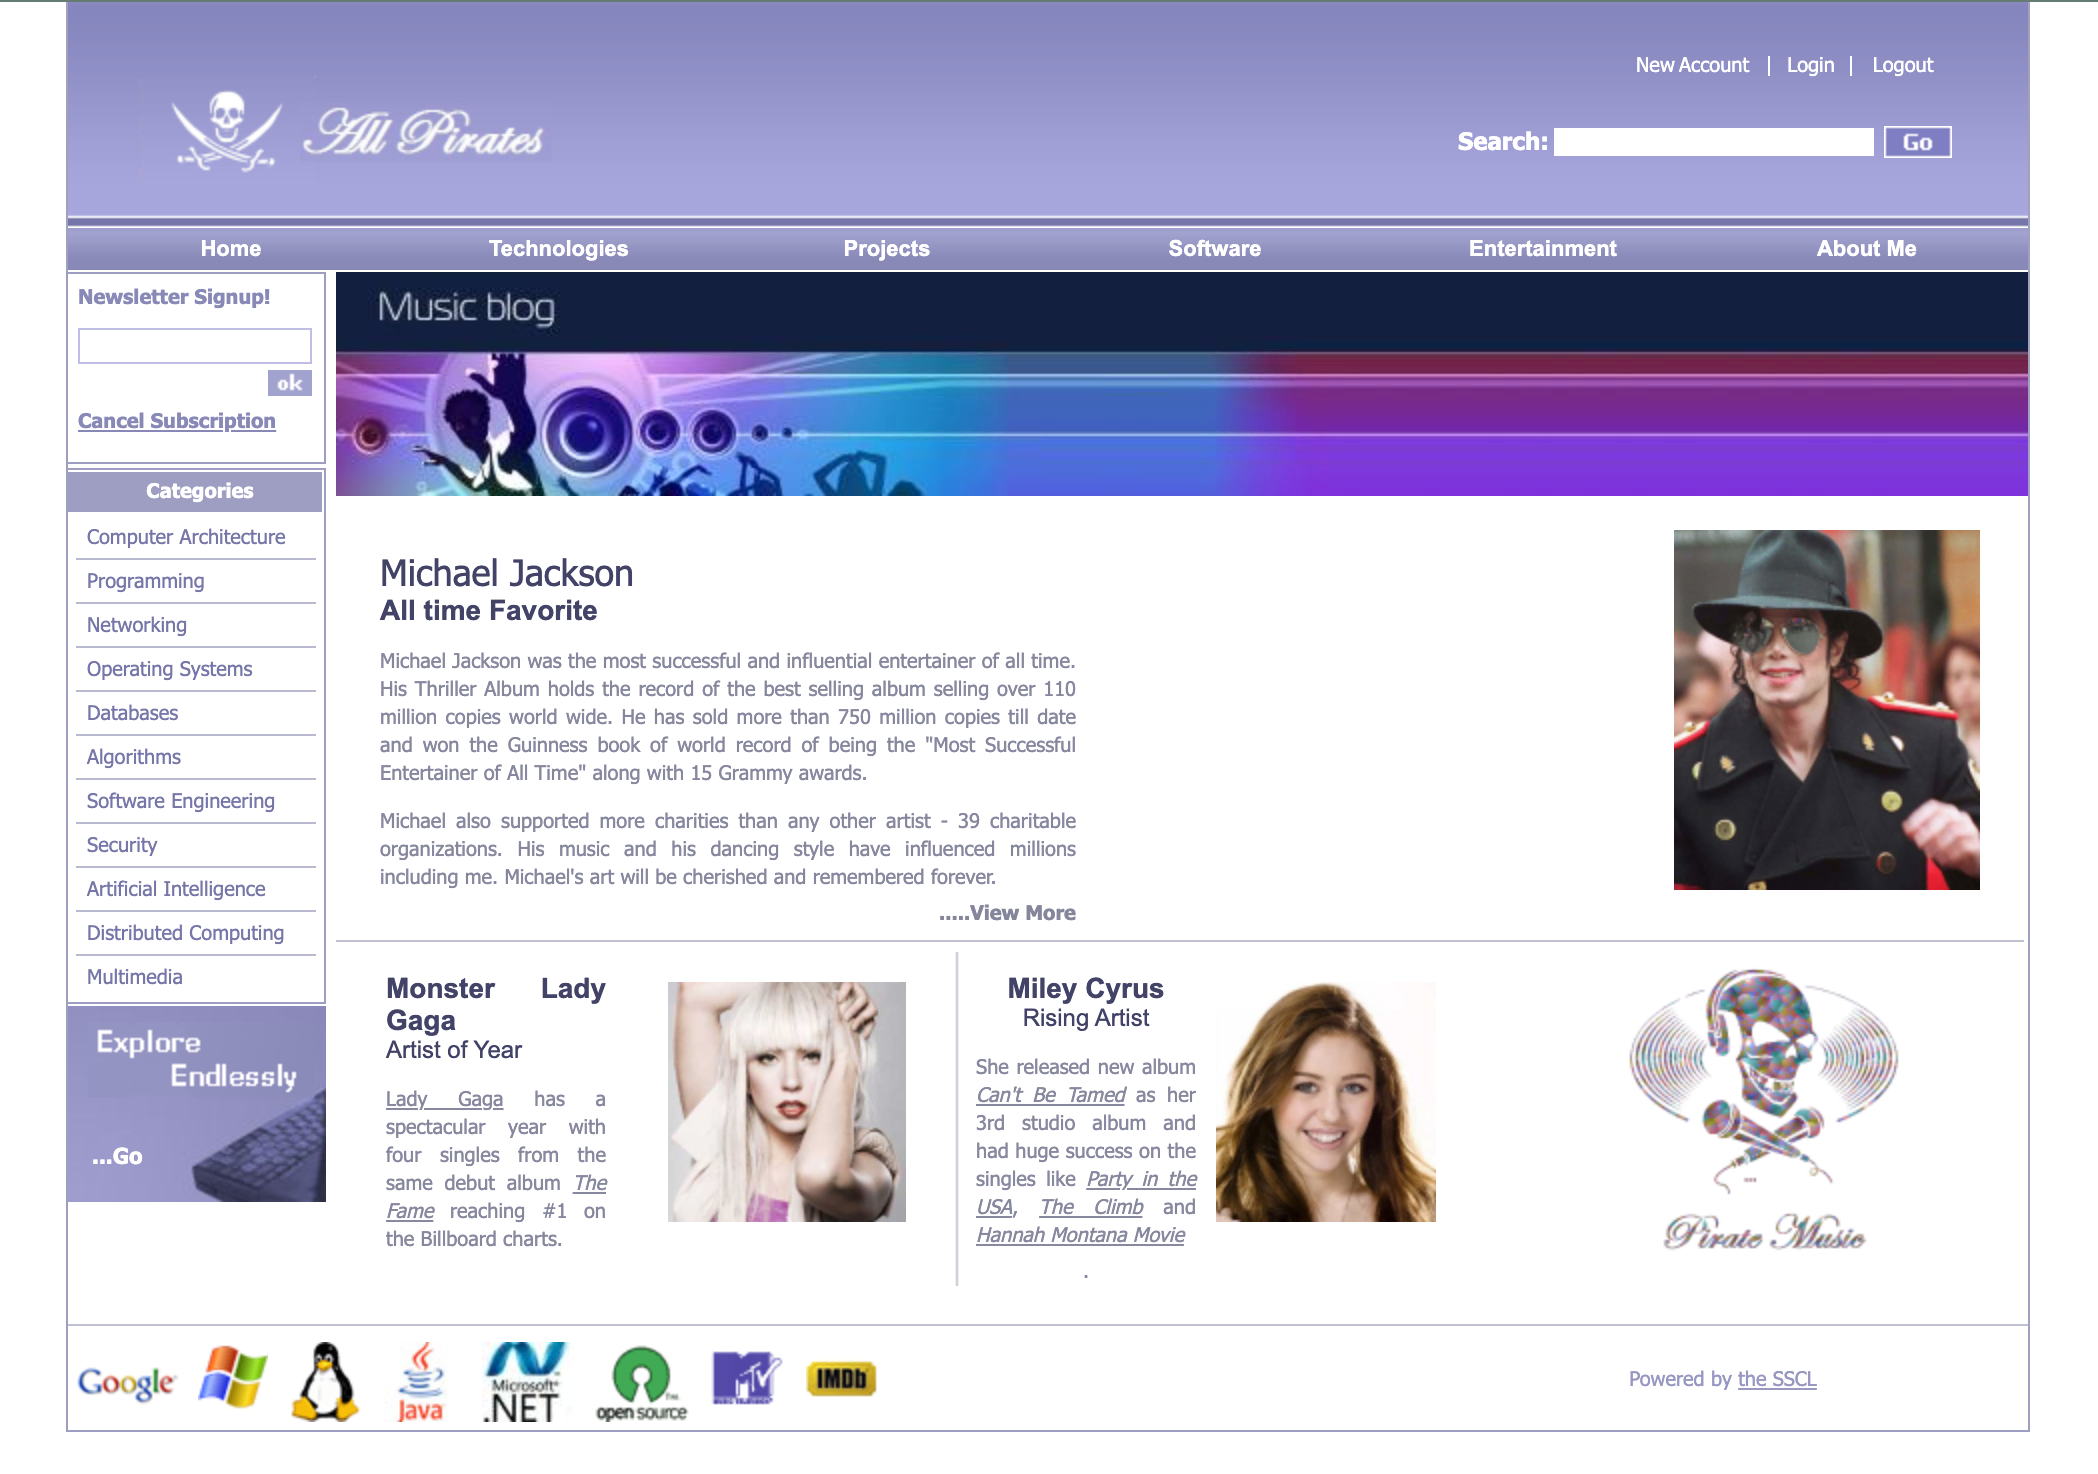 New Account | Login | Logout
All Pirates
Search: Go
Home Technologies Projects Software Entertainment About Me
Newsletter Signup!
ok
Cancel Subscription
Categories
Computer Architecture
Programming
Networking
Operating Systems
Databases
Algorithms
Software Engineering
Security
Artificial Intelligence
Distributed Computing
Multimedia
Explore
Endlessly
...Go
Music blog
Michael Jackson
All time Favorite
Michael Jackson was the most successful and influential entertainer of all time.
His Thriller Album holds the record of the best selling album selling over 110
million copies world wide. He has sold more than 750 million copies till date
and won the Guinness book of world record of being the "Most Successful
Entertainer of All Time" along with 15 Grammy awards.
Michael also supported more charities than any other artist - 39 charitable
organizations. His music and his dancing style have influenced millions
including me. Michael's art will be cherished and remembered forever.
.....View More
Monster Lady
Gaga
Artist of Year
Lady Gaga has a
spectacular year with
four singles from the
same debut album The
Fame reaching #1 on
the Billboard charts.
Miley Cyrus
Rising Artist
She released new album
Can't Be Tamed as her
3rd studio album and
had huge success on the
singles like Party in the
USA, The Climb and
Hannah Montana Movie
.
...
Pirate Music
Google
Java
Microsoft
.NET
open source
MTV
MUSIC TELEVISION
IMDb
Powered by the SSCL